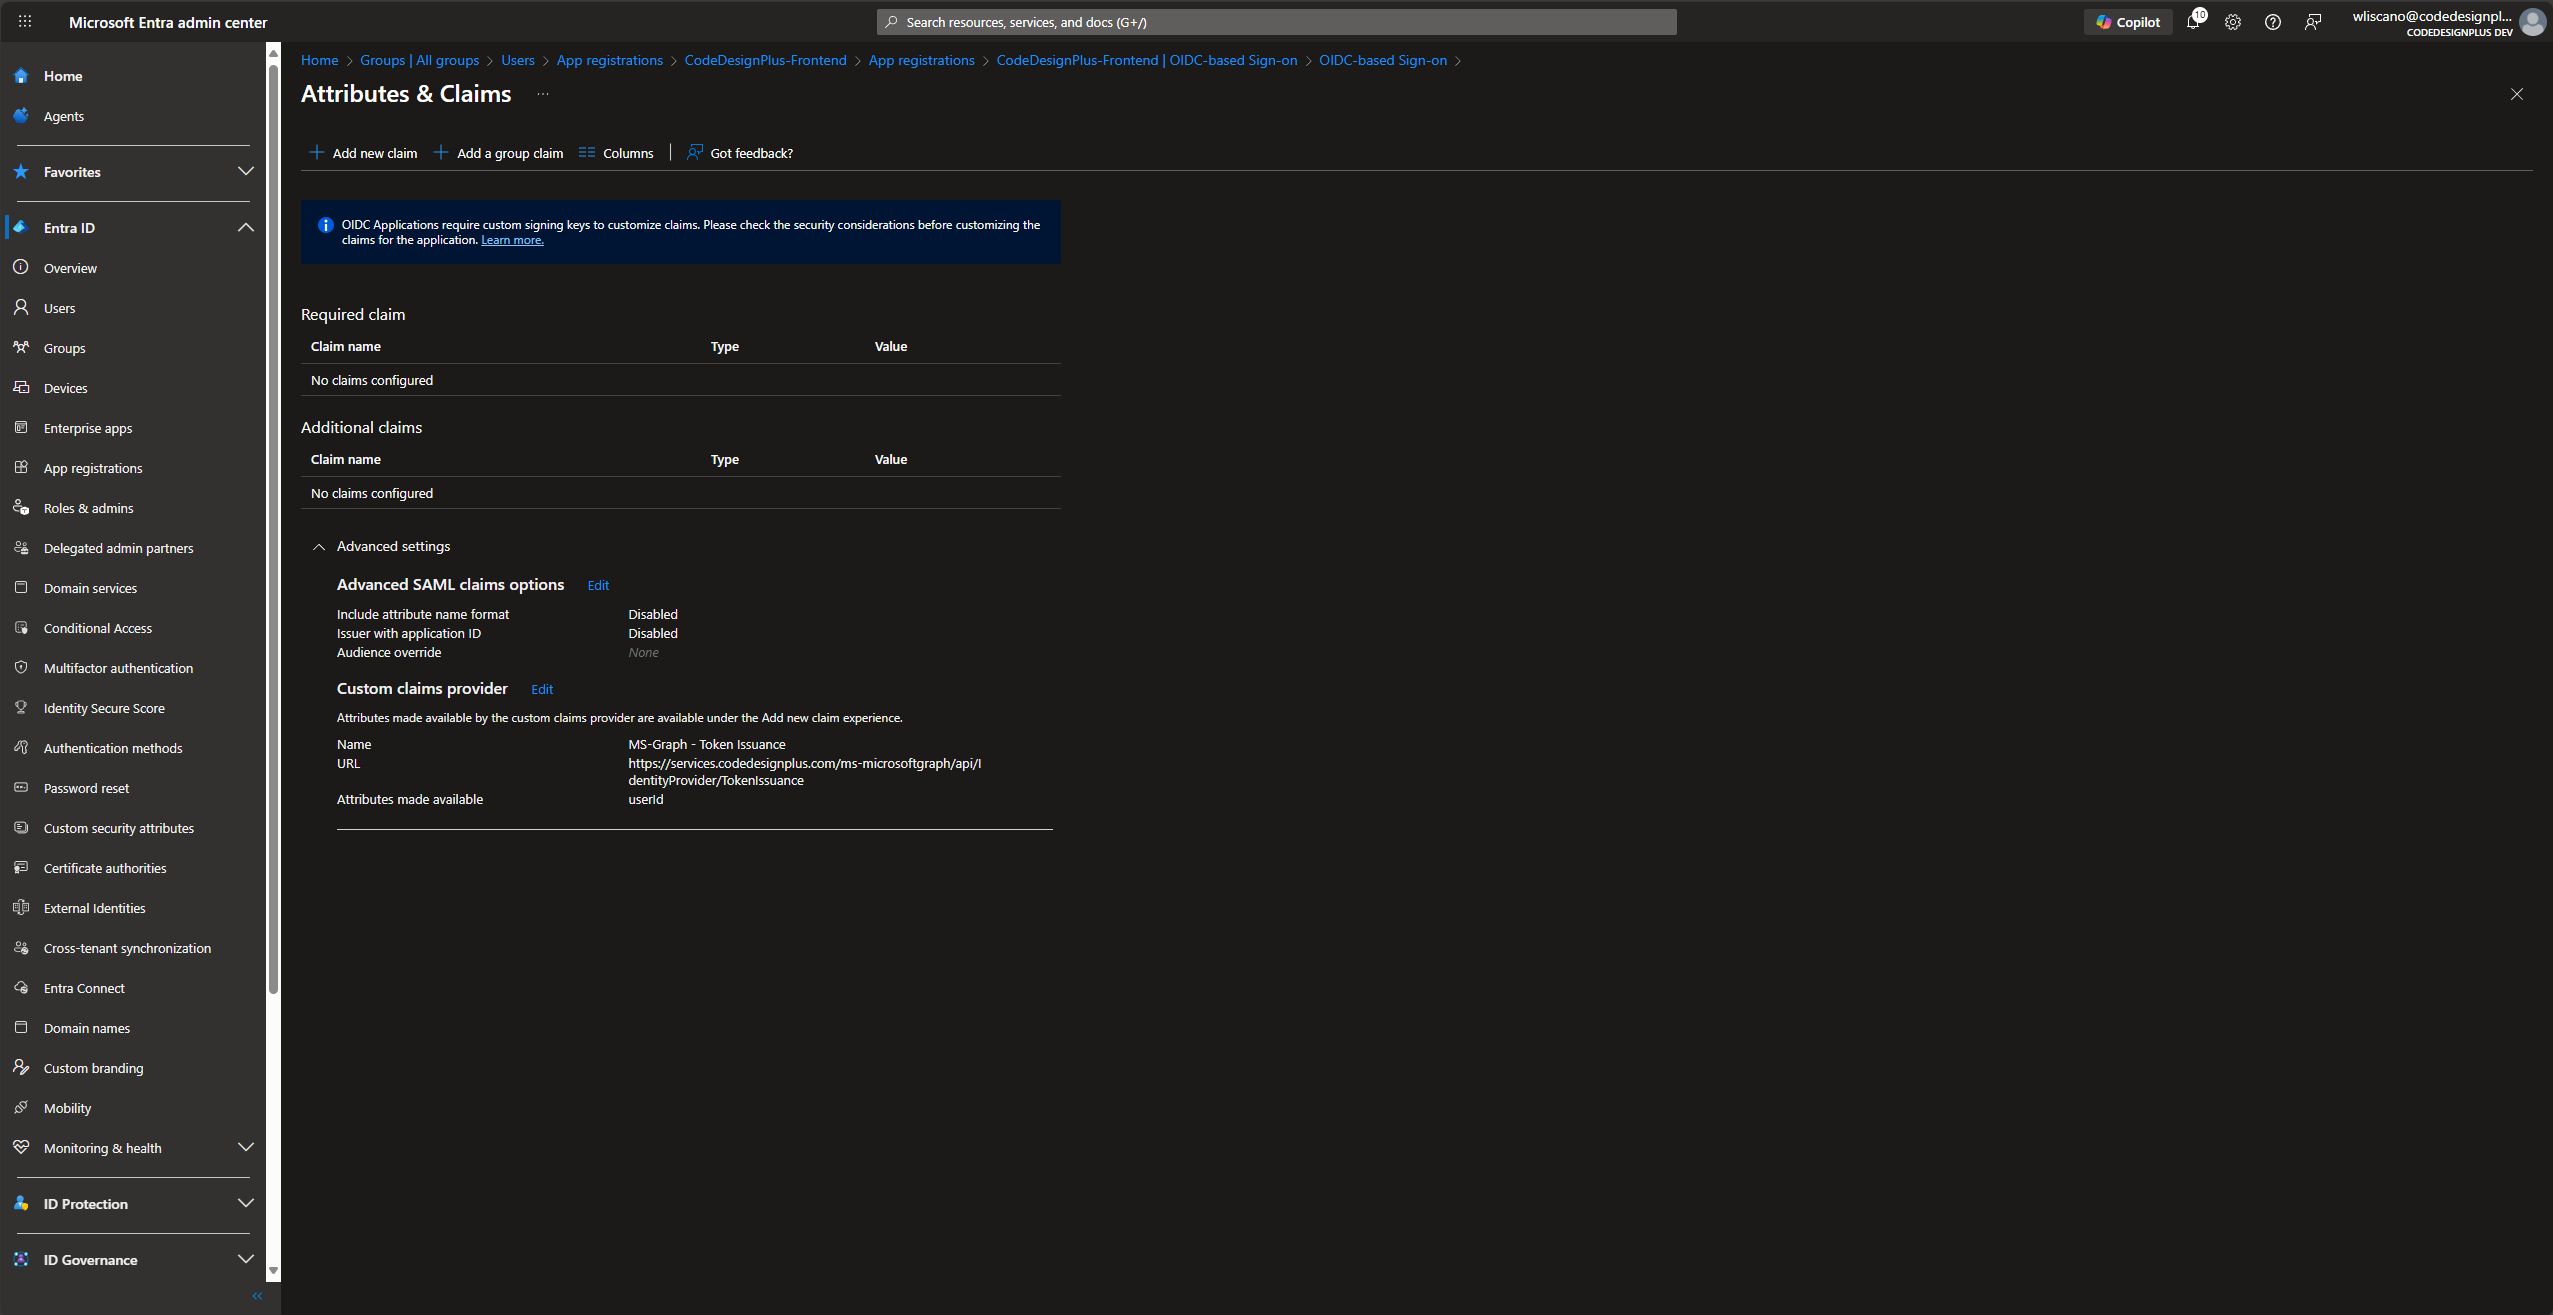 Microsoft Entra admin center
Search resources, services, and docs (G+/)
Copilot
10
wliscano@codedesignpl...
CODEDESIGNPLUS DEV
Home
Agents
Favorites
Entra ID
Overview
Users
Groups
Devices
Enterprise apps
App registrations
Roles & admins
Delegated admin partners
Domain services
Conditional Access
Multifactor authentication
Identity Secure Score
Authentication methods
Password reset
Custom security attributes
Certificate authorities
External Identities
Cross-tenant synchronization
Entra Connect
Domain names
Custom branding
Mobility
Monitoring & health
ID Protection
ID Governance
Home > Groups | All groups > Users > App registrations > CodeDesignPlus-Frontend > App registrations > CodeDesignPlus-Frontend | OIDC-based Sign-on > OIDC-based Sign-on >
Attributes & Claims ...
Add new claim Add a group claim Columns | Got feedback?
OIDC Applications require custom signing keys to customize claims. Please check the security considerations before customizing the
claims for the application. Learn more.
Required claim
Claim name Type Value
No claims configured
Additional claims
Claim name Type Value
No claims configured
Advanced settings
Advanced SAML claims options Edit
Include attribute name format Disabled
Issuer with application ID Disabled
Audience override None
Custom claims provider Edit
Attributes made available by the custom claims provider are available under the Add new claim experience.
Name MS-Graph - Token Issuance
URL https://services.codedesignplus.com/ms-microsoftgraph/api/I
dentityProvider/TokenIssuance
Attributes made available userId